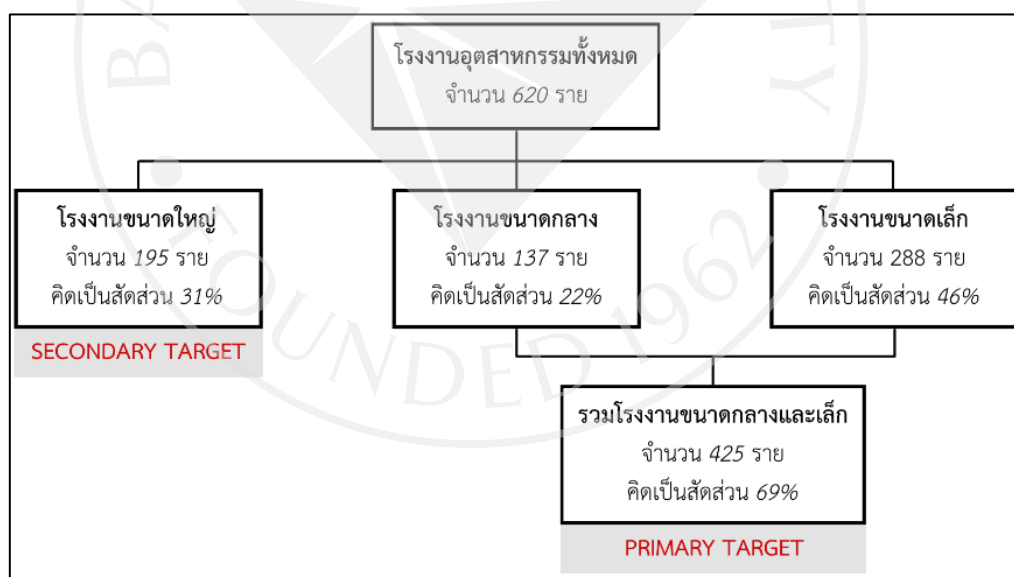 โรงงานอุตสาหกรรมทั้งหมด
จำนวน 620 ราย
โรงงานขนาดใหญ่
จำนวน 195 ราย
คิดเป็นสัดส่วน 31%
SECONDARY TARGET
โรงงานขนาดกลาง
จำนวน 137 ราย
คิดเป็นสัดส่วน 22%
โรงงานขนาดเล็ก
จำนวน 288 ราย
คิดเป็นสัดส่วน 46%
รวมโรงงานขนาดกลางและเล็ก
จำนวน 425 ราย
คิดเป็นสัดส่วน 69%
PRIMARY TARGET
FOUNDED 1962